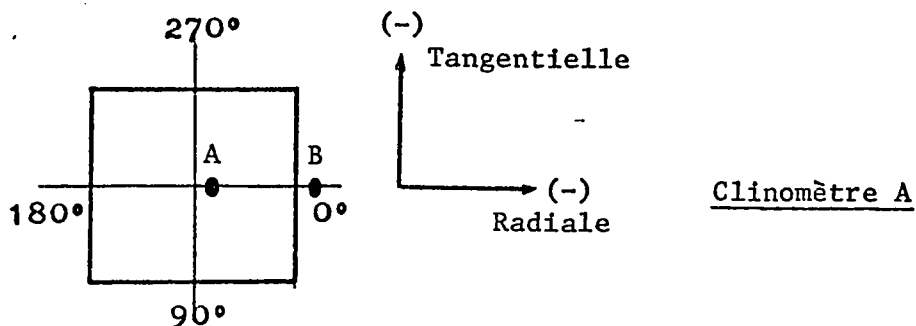 270° (-)
Tangentielle
A B
180° 0° (-) Clinomètre A
Radiale
90°